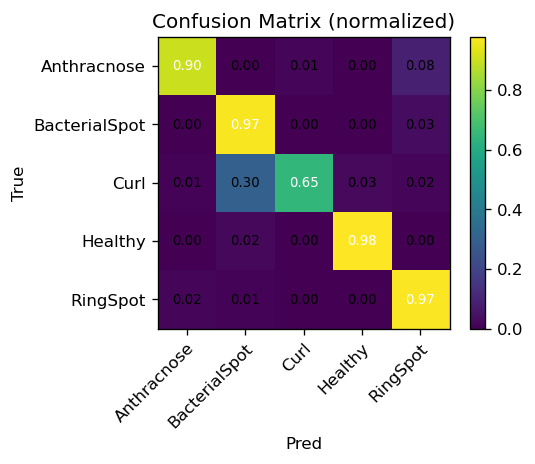 Confusion Matrix (normalized)
True
Anthracnose 0.90 0.00 0.01 0.00 0.08
BacterialSpot 0.00 0.97 0.00 0.00 0.03
Curl 0.01 0.30 0.65 0.03 0.02
Healthy 0.00 0.02 0.00 0.98 0.00
RingSpot 0.02 0.01 0.00 0.00 0.97
Anthracnose BacterialSpot Curl Healthy RingSpot
Pred
0.8
0.6
0.4
0.2
0.0